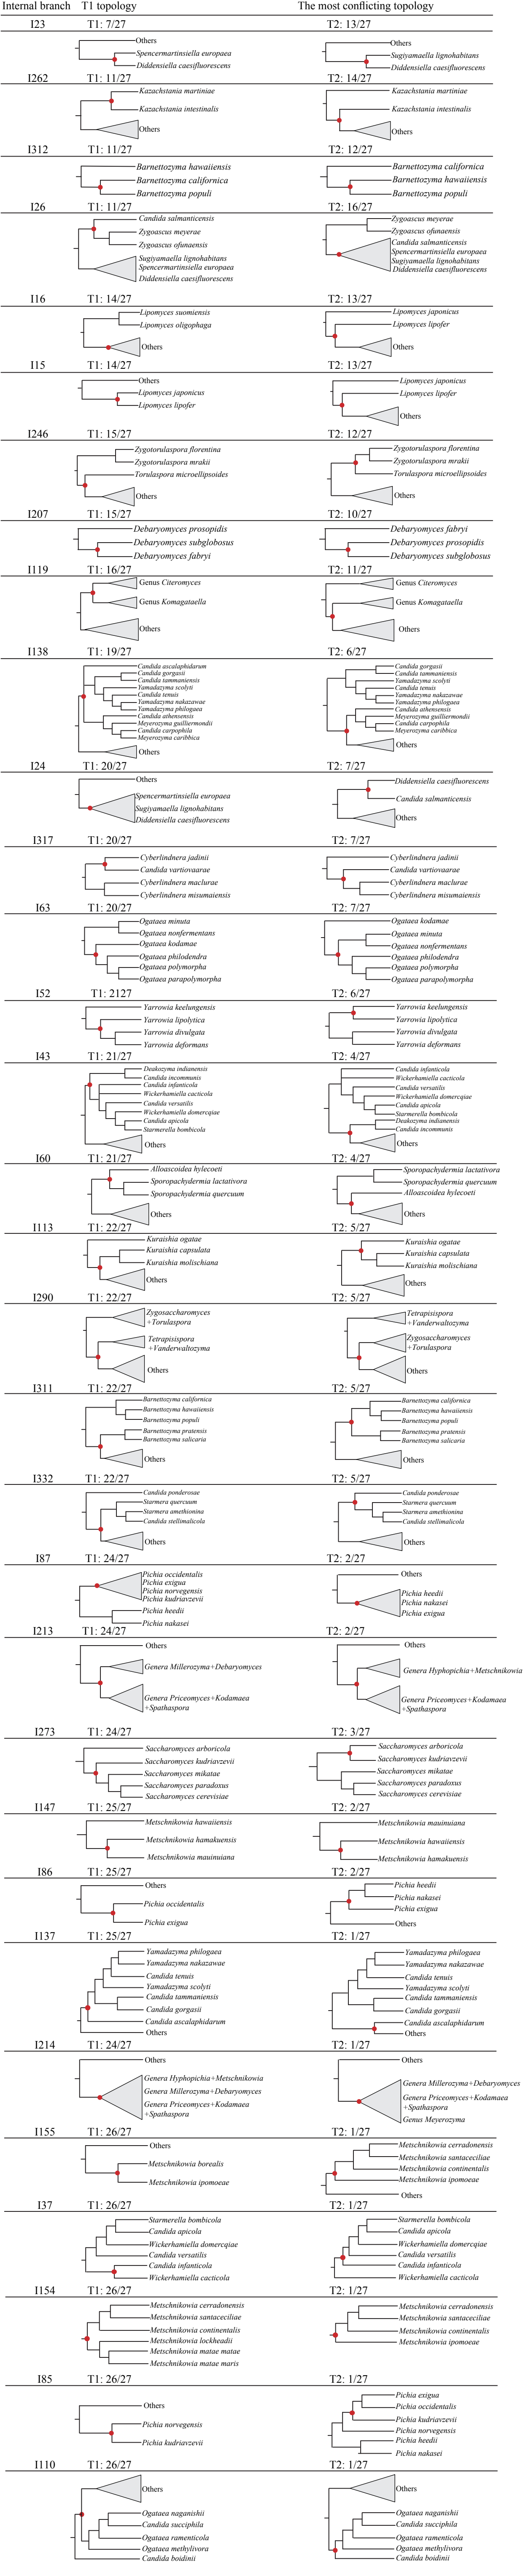 Internal branch T1 topology The most conflicting topology
I23 T1: 7/27 T2: 13/27
Others Others
Spencermartinsiella europaea Sugiyamaella lignohabitans
Diddensiella caesifluorescens Diddensiella caesifluorescens
I262 T1: 11/27 T2: 14/27
Kazachstania martiniae Kazachstania martiniae
Kazachstania intestinalis Kazachstania intestinalis
Others Others
I312 T1: 11/27 T2: 12/27
Barnettozyma hawaiiensis Barnettozyma californica
Barnettozyma californica Barnettozyma hawaiiensis
Barnettozyma populi Barnettozyma populi
I26 T1: 11/27 T2: 16/27
Candida salmanticensis Zygoascus meyerae
Zygoascus meyerae Zygoascus ofunaensis
Zygoascus ofunaensis Candida salmanticensis
Sugiyamaella lignohabitans Spencermartinsiella europaea
Spencermartinsiella europaea Sugiyamaella lignohabitans
Diddensiella caesifluorescens Diddensiella caesifluorescens
I16 T1: 14/27 T2: 13/27
Lipomyces suomiensis Lipomyces japonicus
Lipomyces oligophaga Lipomyces lipofer
Others Others
I15 T1: 14/27 T2: 13/27
Others Lipomyces japonicus
Lipomyces japonicus Lipomyces lipofer
Lipomyces lipofer Others
I246 T1: 15/27 T2: 12/27
Zygotorulaspora florentina Zygotorulaspora florentina
Zygotorulaspora mrakii Zygotorulaspora mrakii
Torulaspora microellipsoides Torulaspora microellipsoides
Others Others
I207 T1: 15/27 T2: 10/27
Debaryomyces prosopidis Debaryomyces fabryi
Debaryomyces subglobosus Debaryomyces prosopidis
Debaryomyces fabryi Debaryomyces subglobosus
I119 T1: 16/27 T2: 11/27
Genus Citeromyces Genus Citeromyces
Genus Komagataella Genus Komagataella
Others Others
I138 T1: 19/27 T2: 6/27
Candida ascalaphidarum Candida gorgasii
Candida gorgasii Candida tammaniensis
Candida tammaniensis Yamadazyma scolyti
Yamadazyma scolyti Candida tenuis
Candida tenuis Yamadazyma nakazawae
Yamadazyma nakazawae Yamadazyma philogaea
Yamadazyma philogaea Candida athensensis
Candida athensensis Meyerozyma guilliermondii
Meyerozyma guilliermondii Candida carpophila
Candida carpophila Meyerozyma caribbica
Meyerozyma caribbica Others
Others
I24 T1: 20/27 T2: 7/27
Others Diddensiella caesifluorescens
Spencermartinsiella europaea Candida salmanticensis
Sugiyamaella lignohabitans Others
Diddensiella caesifluorescens
I317 T1: 20/27 T2: 7/27
Cyberlindnera jadinii Cyberlindnera jadinii
Candida vartiovaarae Candida vartiovaarae
Cyberlindnera maclurae Cyberlindnera maclurae
Cyberlindnera misumaiensis Cyberlindnera misumaiensis
I63 T1: 20/27 T2: 7/27
Ogataea minuta Ogataea kodamae
Ogataea nonfermentans Ogataea minuta
Ogataea kodamae Ogataea nonfermentans
Ogataea philodendra Ogataea philodendra
Ogataea polymorpha Ogataea polymorpha
Ogataea parapolymorpha Ogataea parapolymorpha
I52 T1: 2127 T2: 6/27
Yarrowia keelungensis Yarrowia keelungensis
Yarrowia lipolytica Yarrowia lipolytica
Yarrowia divulgata Yarrowia divulgata
Yarrowia deformans Yarrowia deformans
I43 T1: 21/27 T2: 4/27
Deakozyma indianensis Candida infanticola
Candida incommunis Wickerhamiella cacticola
Candida infanticola Candida versatilis
Wickerhamiella cacticola Wickerhamiella domercqiae
Candida versatilis Candida apicola
Wickerhamiella domercqiae Starmerella bombicola
Candida apicola Deakozyma indianensis
Starmerella bombicola Candida incommunis
Others Others
I60 T1: 21/27 T2: 4/27
Alloascoidea hylecoeti Sporopachydermia lactativora
Sporopachydermia lactativora Sporopachydermia quercuum
Sporopachydermia quercuum Alloascoidea hylecoeti
Others Others
I113 T1: 22/27 T2: 5/27
Kuraishia ogatae Kuraishia ogatae
Kuraishia capsulata Kuraishia capsulata
Kuraishia molischiana Kuraishia molischiana
Others Others
I290 T1: 22/27 T2: 5/27
Zygosaccharomyces Tetrapisispora
+Torulaspora +Vanderwaltozyma
Tetrapisispora Zygosaccharomyces
+Vanderwaltozyma +Torulaspora
Others Others
I311 T1: 22/27 T2: 5/27
Barnettozyma californica Barnettozyma californica
Barnettozyma hawaiiensis Barnettozyma hawaiiensis
Barnettozyma populi Barnettozyma populi
Barnettozyma pratensis Barnettozyma pratensis
Barnettozyma salicaria Barnettozyma salicaria
Others Others
I332 T1: 22/27 T2: 5/27
Candida ponderosae Candida ponderosae
Starmera quercuum Starmera quercuum
Starmera amethionina Starmera amethionina
Candida stellimalicola Candida stellimalicola
Others Others
I87 T1: 24/27 T2: 2/27
Pichia occidentalis Others
Pichia exigua Pichia heedii
Pichia norvegensis Pichia nakasei
Pichia kudriavzevii Pichia exigua
Pichia heedii
Pichia nakasei
I213 T1: 24/27 T2: 2/27
Others Others
Genera Millerozyma+Debaryomyces Genera Hyphopichia+Metschnikowia
Genera Priceomyces+Kodamaea Genera Priceomyces+Kodamaea
+Spathaspora +Spathaspora
I273 T1: 24/27 T2: 3/27
Saccharomyces arboricola Saccharomyces arboricola
Saccharomyces kudriavzevii Saccharomyces kudriavzevii
Saccharomyces mikatae Saccharomyces mikatae
Saccharomyces paradoxus Saccharomyces paradoxus
Saccharomyces cerevisiae Saccharomyces cerevisiae
I147 T1: 25/27 T2: 2/27
Metschnikowia hawaiiensis Metschnikowia mauinuiana
Metschnikowia hamakuensis Metschnikowia hawaiiensis
Metschnikowia mauinuiana Metschnikowia hamakuensis
I86 T1: 25/27 T2: 2/27
Others Pichia heedii
Pichia occidentalis Pichia nakasei
Pichia exigua Pichia exigua
Others
I137 T1: 25/27 T2: 1/27
Yamadazyma philogaea Yamadazyma philogaea
Yamadazyma nakazawae Yamadazyma nakazawae
Candida tenuis Candida tenuis
Yamadazyma scolyti Yamadazyma scolyti
Candida tammaniensis Candida tammaniensis
Candida gorgasii Candida gorgasii
Candida ascalaphidarum Candida ascalaphidarum
Others Others
I214 T1: 24/27 T2: 1/27
Others Others
Genera Hyphopichia+Metschnikowia Genera Millerozyma+Debaryomyces
Genera Millerozyma+Debaryomyces Genera Priceomyces+Kodamaea
Genera Priceomyces+Kodamaea +Spathaspora
+Spathaspora Genus Meyerozyma
I155 T1: 26/27 T2: 1/27
Others Metschnikowia cerradonensis
Metschnikowia borealis Metschnikowia santaceciliae
Metschnikowia ipomoeae Metschnikowia continentalis
Metschnikowia ipomoeae
Others
I37 T1: 26/27 T2: 1/27
Starmerella bombicola Starmerella bombicola
Candida apicola Candida apicola
Wickerhamiella domercqiae Wickerhamiella domercqiae
Candida versatilis Candida versatilis
Candida infanticola Candida infanticola
Wickerhamiella cacticola Wickerhamiella cacticola
I154 T1: 26/27 T2: 1/27
Metschnikowia cerradonensis Metschnikowia cerradonensis
Metschnikowia santaceciliae Metschnikowia santaceciliae
Metschnikowia continentalis Metschnikowia continentalis
Metschnikowia lockheadii Metschnikowia ipomoeae
Metschnikowia matae matae
Metschnikowia matae maris
I85 T1: 26/27 T2: 1/27
Others Pichia exigua
Pichia norvegensis Pichia occidentalis
Pichia kudriavzevii Pichia kudriavzevii
Pichia norvegensis
Pichia heedii
Pichia nakasei
I110 T1: 26/27 T2: 1/27
Others Others
Ogataea naganishii Ogataea naganishii
Candida succiphila Candida succiphila
Ogataea ramenticola Ogataea ramenticola
Ogataea methylivora Ogataea methylivora
Candida boidinii Candida boidinii